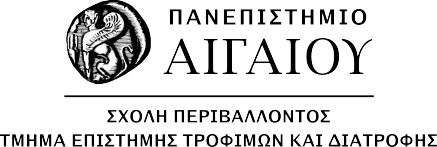 ΠΑΝΕΠΙΣΤΗΜΙΟ
ΑΙΓΑΙΟΥ
ΣΧΟΛΗ ΠΕΡΙΒΑΛΛΟΝΤΟΣ
ΤΜΗΜΑ ΕΠΙΣΤΗΜΗΣ ΤΡΟΦΙΜΩΝ ΚΑΙ ΔΙΑΤΡΟΦΗΣ